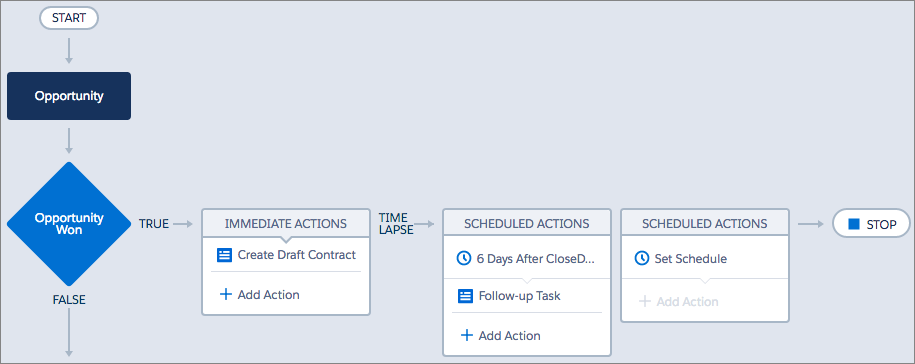 START
Opportunity
Opportunity
Won
TRUE
FALSE
IMMEDIATE ACTIONS
Create Draft Contract
+ Add Action
TIME
LAPSE
SCHEDULED ACTIONS
6 Days After CloseD...
Follow-up Task
+ Add Action
SCHEDULED ACTIONS
Set Schedule
+ Add Action
STOP